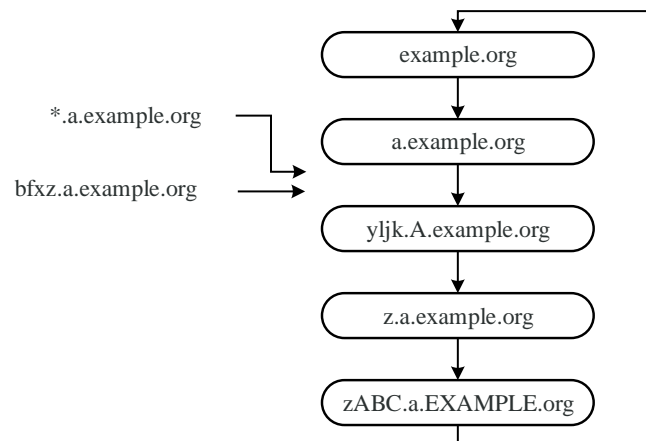 example.org
*.a.example.org
a.example.org
bfxz.a.example.org
yljk.A.example.org
z.a.example.org
zABC.a.EXAMPLE.org